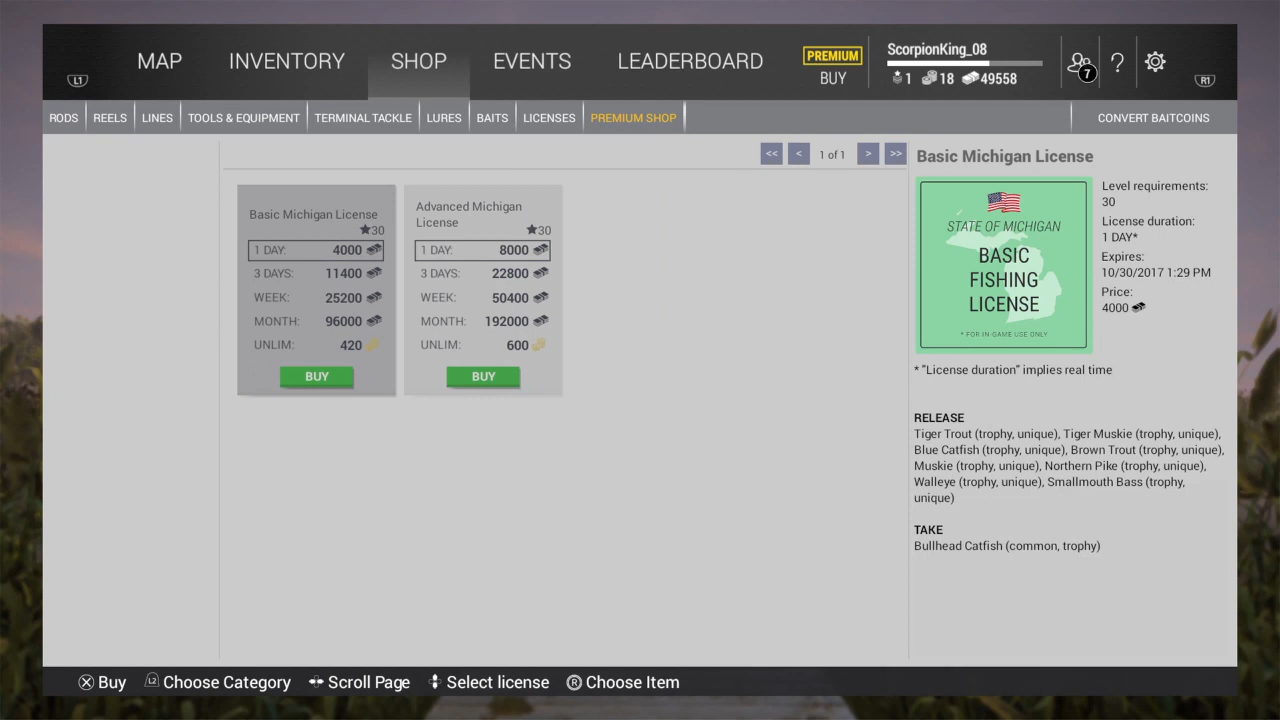 MAP INVENTORY SHOP EVENTS LEADERBOARD
PREMIUM
BUY
ScorpionKing_08
1 18 49558
7
?
L1
R1
RODS REELS LINES TOOLS & EQUIPMENT TERMINAL TACKLE LURES BAITS LICENSES PREMIUM SHOP CONVERT BAITCOINS
<< < 1 of 1 > >>
Basic Michigan License
30
1 DAY: 4000
3 DAYS: 11400
WEEK: 25200
MONTH: 96000
UNLIM: 420
BUY
Advanced Michigan
License
30
1 DAY: 8000
3 DAYS: 22800
WEEK: 50400
MONTH: 192000
UNLIM: 600
BUY
Basic Michigan License
STATE OF MICHIGAN
BASIC
FISHING
LICENSE
* FOR IN-GAME USE ONLY
Level requirements:
30
License duration:
1 DAY*
Expires:
10/30/2017 1:29 PM
Price:
4000
* "License duration" implies real time
RELEASE
Tiger Trout (trophy, unique), Tiger Muskie (trophy, unique),
Blue Catfish (trophy, unique), Brown Trout (trophy, unique),
Muskie (trophy, unique), Northern Pike (trophy, unique),
Walleye (trophy, unique), Smallmouth Bass (trophy,
unique)
TAKE
Bullhead Catfish (common, trophy)
Buy L2 Choose Category Scroll Page Select license R Choose Item